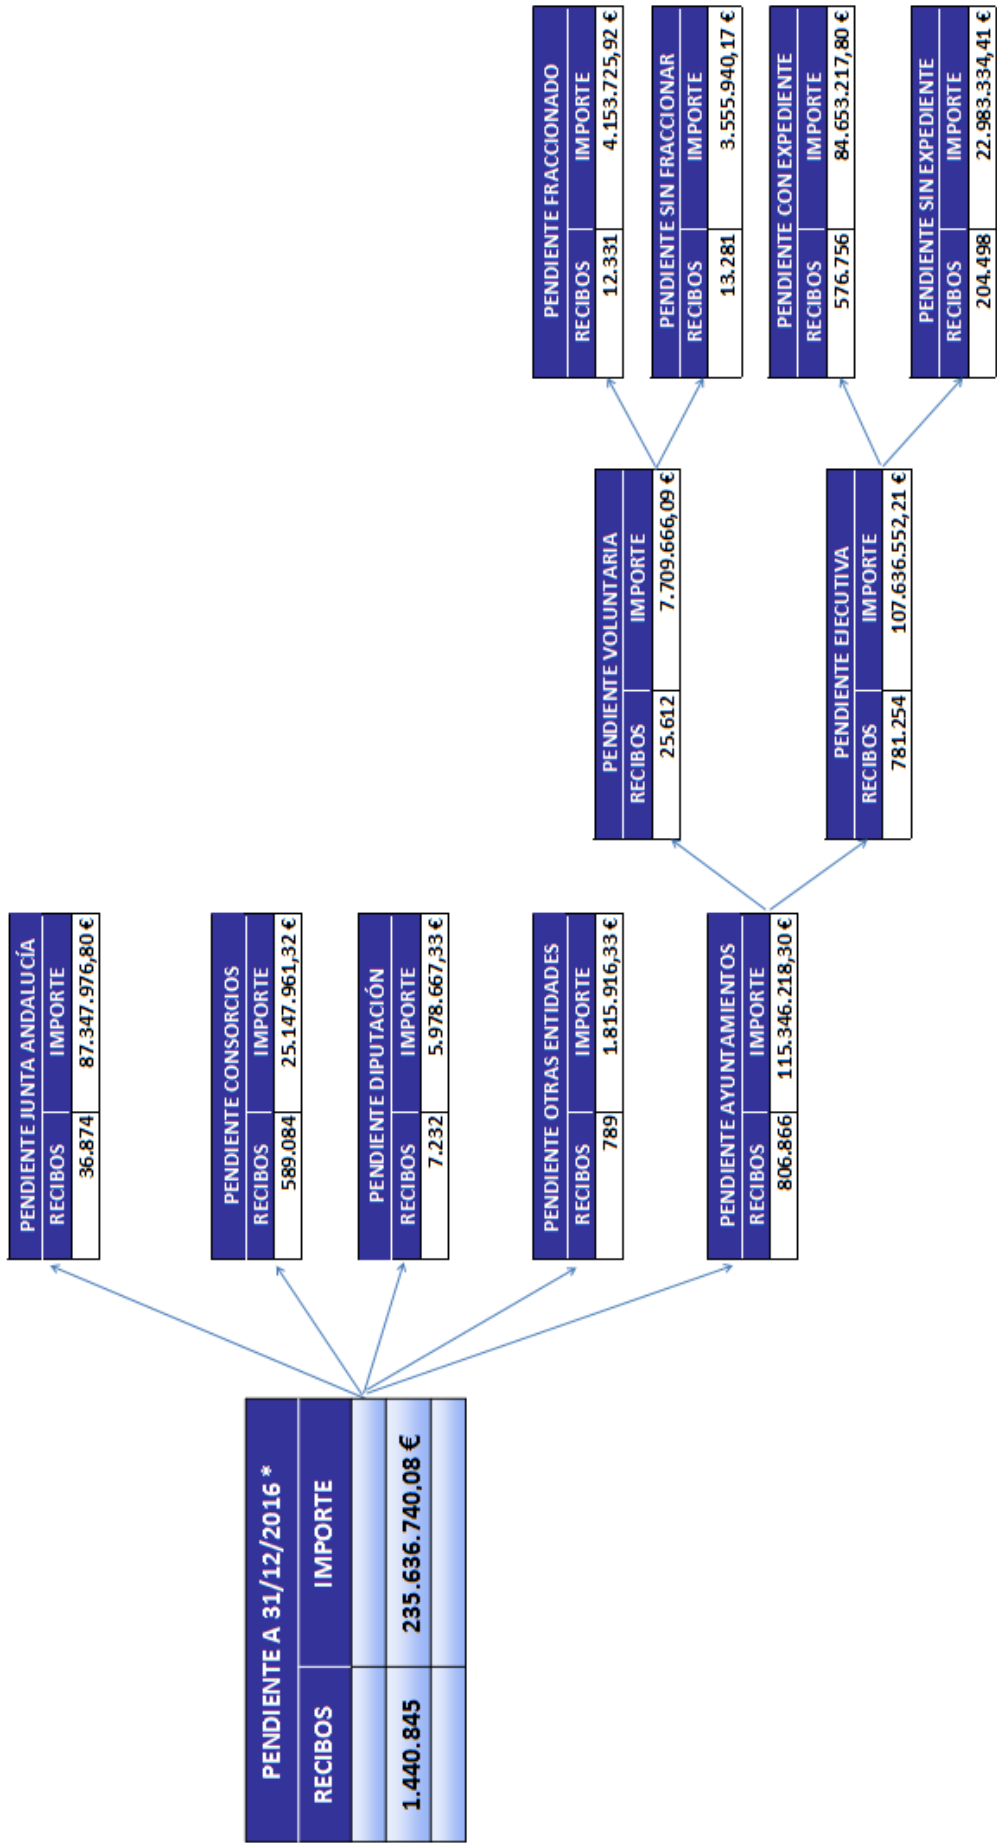 PENDIENTE A 31/12/2016 *
RECIBOS IMPORTE
1.440.845 235.636.740,08 €
PENDIENTE JUNTA ANDALUCÍA
RECIBOS IMPORTE
36.874 87.347.976,80 €
PENDIENTE CONSORCIOS
RECIBOS IMPORTE
589.084 25.147.961,32 €
PENDIENTE DIPUTACIÓN
RECIBOS IMPORTE
7.232 5.978.667,33 €
PENDIENTE OTRAS ENTIDADES
RECIBOS IMPORTE
789 1.815.916,33 €
PENDIENTE AYUNTAMIENTOS
RECIBOS IMPORTE
806.866 115.346.218,30 €
PENDIENTE VOLUNTARIA
RECIBOS IMPORTE
25.612 7.709.666,09 €
PENDIENTE EJECUTIVA
RECIBOS IMPORTE
781.254 107.636.552,21 €
PENDIENTE FRACCIONADO
RECIBOS IMPORTE
12.331 4.153.725,92 €
PENDIENTE SIN FRACCIONAR
RECIBOS IMPORTE
13.281 3.555.940,17 €
PENDIENTE CON EXPEDIENTE
RECIBOS IMPORTE
576.756 84.653.217,80 €
PENDIENTE SIN EXPEDIENTE
RECIBOS IMPORTE
204.498 22.983.334,41 €